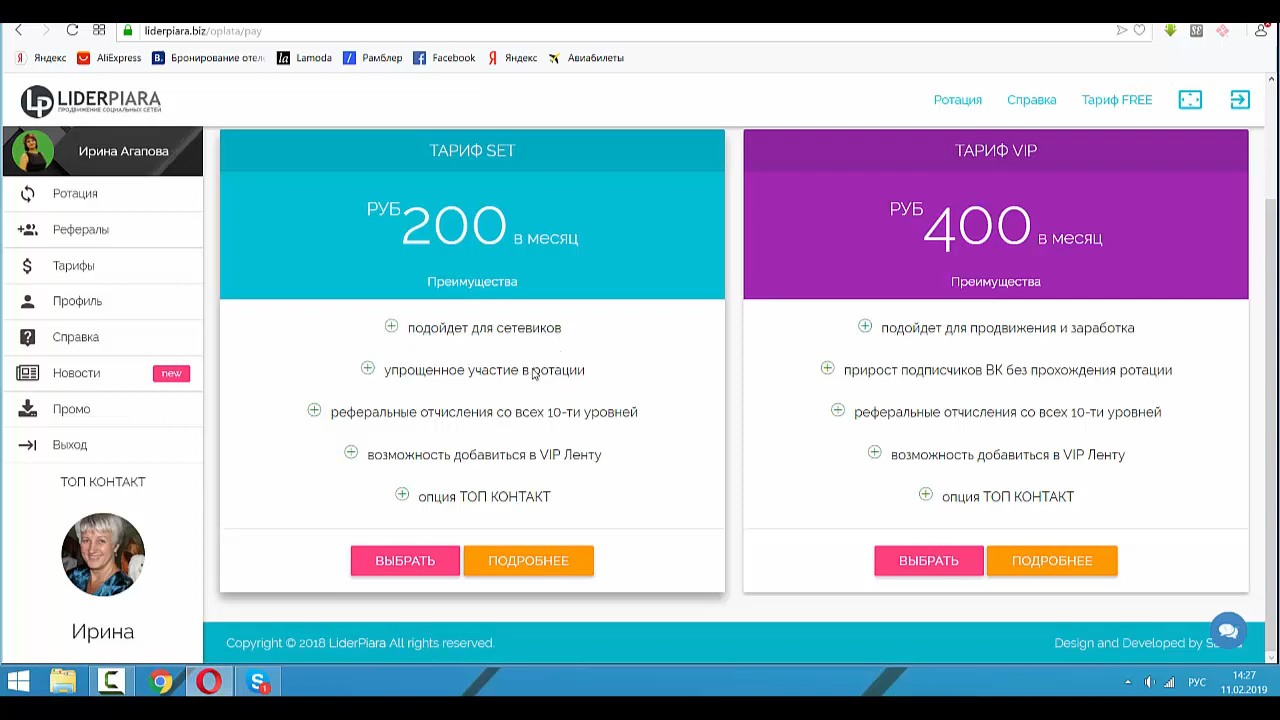 liderpiara.biz/oplata/pay
Яндекс
AliExpress
Бронирование отел
Lamoda
Рамблер
Facebook
Яндекс
Авиабилеты
LIDERPIARA
ПРОДВИЖЕНИЕ СОЦИАЛЬНЫХ СЕТЕЙ
Ротация
Справка
Тариф FREE
Ирина Агапова
Ротация
Рефералы
Тарифы
Профиль
Справка
Новости new
Промо
Выход
ТОП КОНТАКТ
Ирина
ТАРИФ SET
РУБ 200 в месяц
Преимущества
подойдет для сетевиков
упрощенное участие в ротации
реферальные отчисления со всех 10-ти уровней
возможность добавиться в VIP Ленту
опция ТОП КОНТАКТ
ВЫБРАТЬ ПОДРОБНЕЕ
ТАРИФ VIP
РУБ 400 в месяц
Преимущества
подойдет для продвижения и заработка
прирост подписчиков ВК без прохождения ротации
реферальные отчисления со всех 10-ти уровней
возможность добавиться в VIP Ленту
опция ТОП КОНТАКТ
ВЫБРАТЬ ПОДРОБНЕЕ
Copyright © 2018 LiderPiara All rights reserved.
Design and Developed by
РУС
14:27
11.02.2019